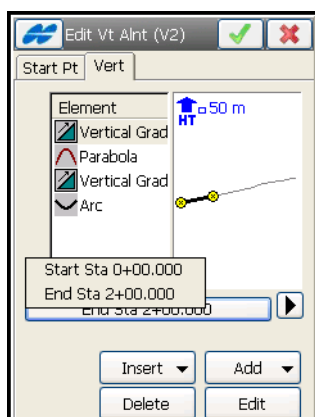 Edit Vt Alnt (V2)
Start Pt Vert
Element
Vertical Grad
Parabola
Vertical Grad
Arc
HT
50 m
Start Sta 0+00.000
End Sta 2+00.000
End Sta 2+00.000
Insert Add
Delete Edit